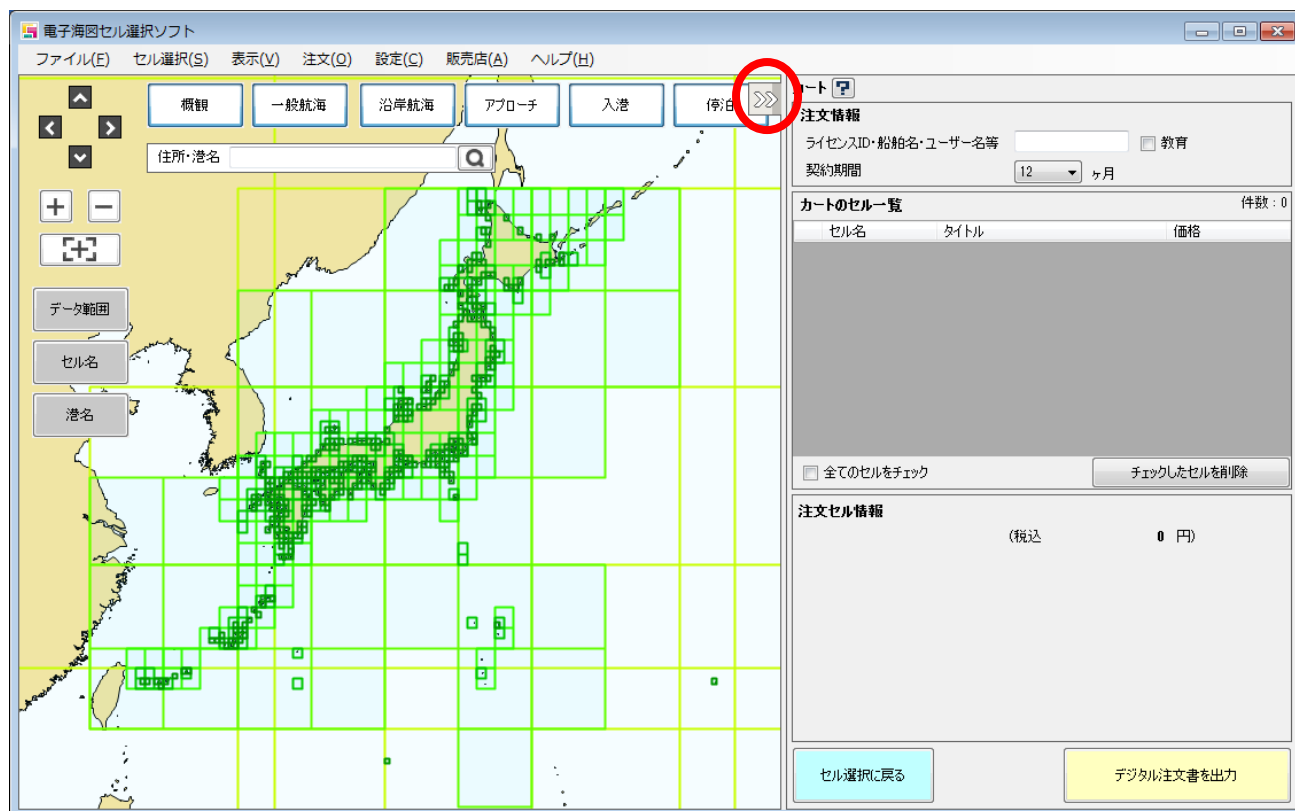 電子海図セル選択ソフト
ファイル(F) セル選択(S) 表示(V) 注文(O) 設定(C) 販売店(A) ヘルプ(H)
概観 一般航海 沿岸航海 アプローチ 入港 停泊
住所・港名
データ範囲
セル名
港名
カート ?
注文情報
ライセンスID・船舶名・ユーザー名等 教育
契約期間 12 ヶ月
カートのセル一覧 件数:0
セル名 タイトル 価格
全てのセルをチェック チェックしたセルを削除
注文セル情報
(税込 0 円)
セル選択に戻る デジタル注文書を出力